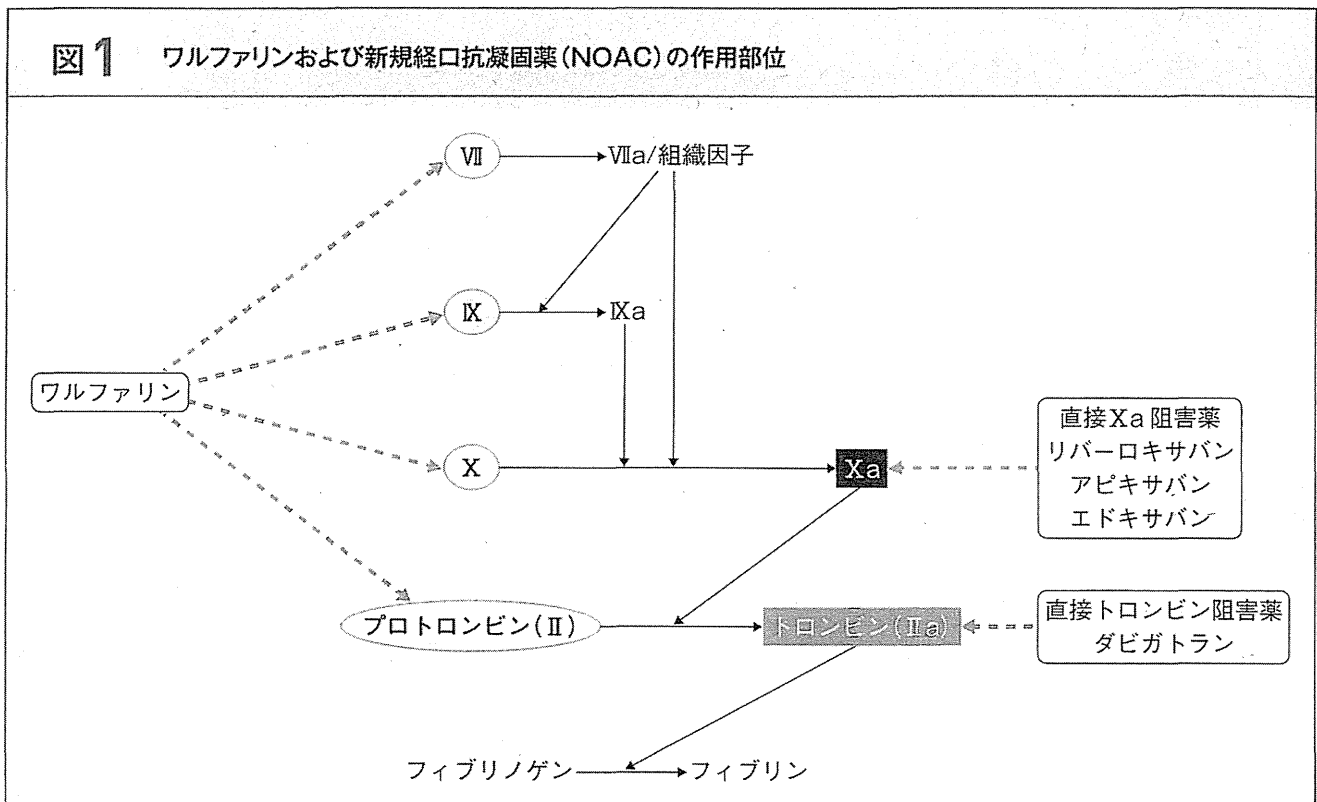 図1 ワルファリンおよび新規経口抗凝固薬(NOAC)の作用部位
Ⅶ
Ⅶa/組織因子
Ⅸ
Ⅸa
ワルファリン
Ⅹ
Ⅹa
直接Ⅹa阻害薬
リバーロキサバン
アピキサバン
エドキサバン
プロトロンビン(Ⅱ)
トロンビン(Ⅱa)
直接トロンビン阻害薬
ダビガトラン
フィブリノゲン
フィブリン